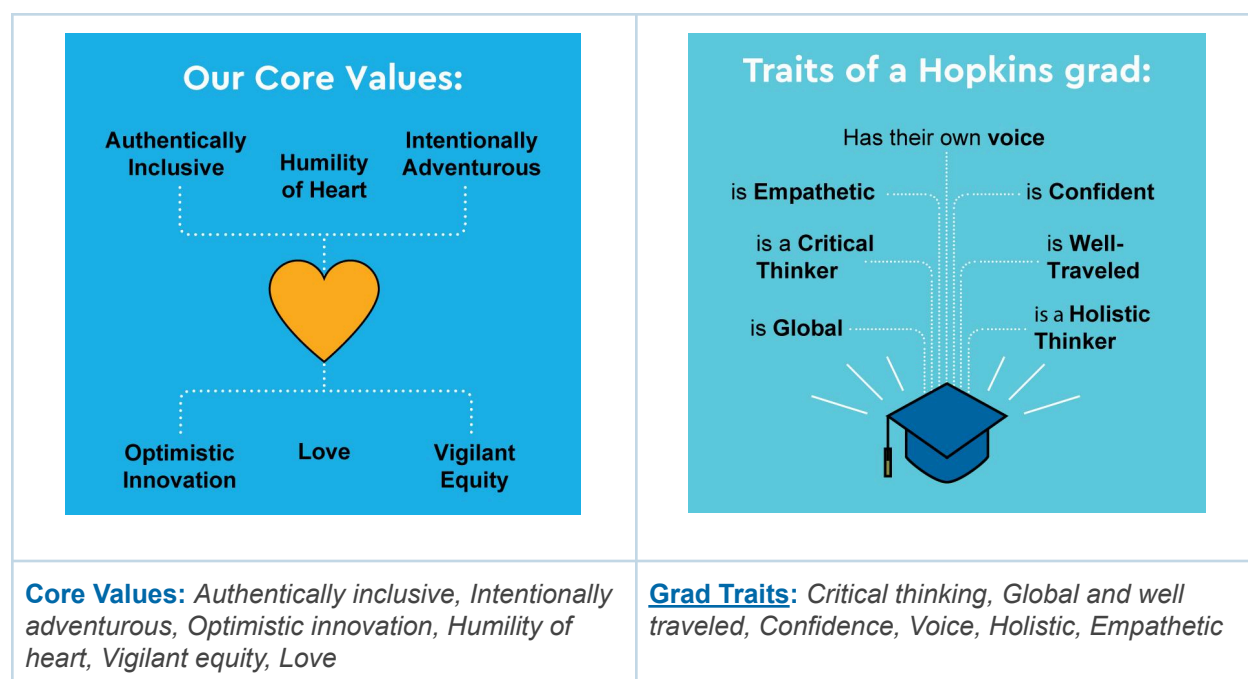 Our Core Values:
Authentically
Inclusive
Humility
of Heart
Intentionally
Adventurous
Optimistic
Innovation
Love
Vigilant
Equity
Traits of a Hopkins grad:
Has their own voice
is Empathetic
is Confident
is a Critical
Thinker
is Well-
Traveled
is Global
is a Holistic
Thinker
Core Values: Authentically inclusive, Intentionally
adventurous, Optimistic innovation, Humility of
heart, Vigilant equity, Love
Grad Traits: Critical thinking, Global and well
traveled, Confidence, Voice, Holistic, Empathetic